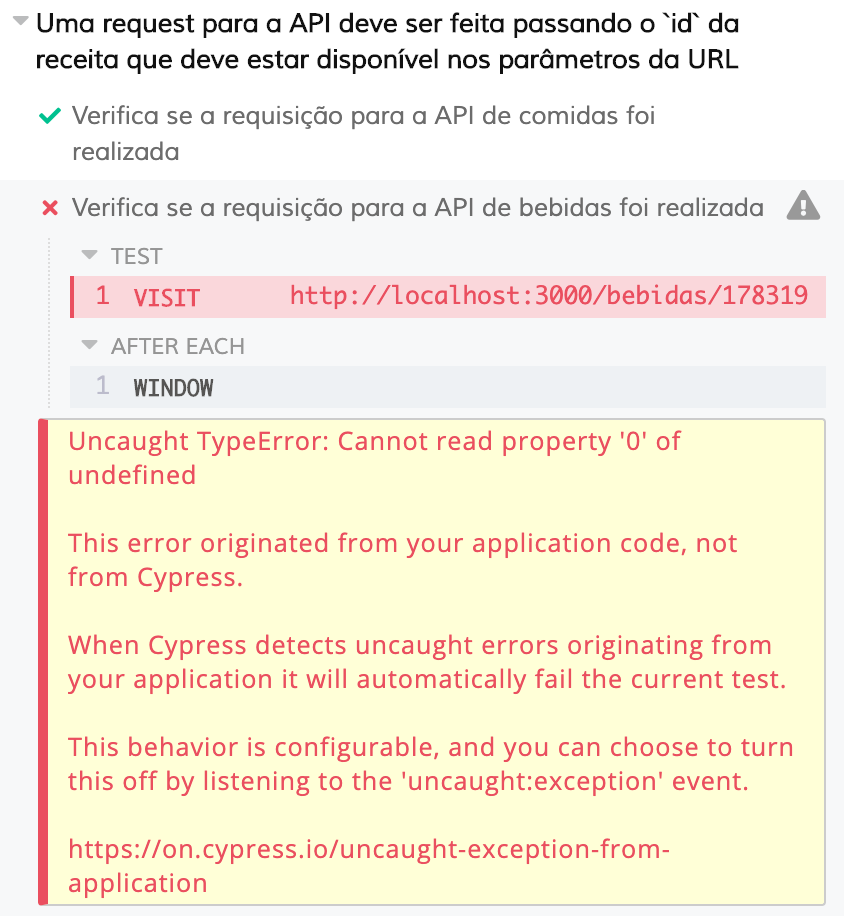 Uma request para a API deve ser feita passando o `id` da
receita que deve estar disponível nos parâmetros da URL
Verifica se a requisição para a API de comidas foi
realizada
Verifica se a requisição para a API de bebidas foi realizada
TEST
1 VISIT http://localhost:3000/bebidas/178319
AFTER EACH
1 WINDOW
Uncaught TypeError: Cannot read property '0' of
undefined
This error originated from your application code, not
from Cypress.
When Cypress detects uncaught errors originating from
your application it will automatically fail the current test.
This behavior is configurable, and you can choose to turn
this off by listening to the 'uncaught:exception' event.
https://on.cypress.io/uncaught-exception-from-
application